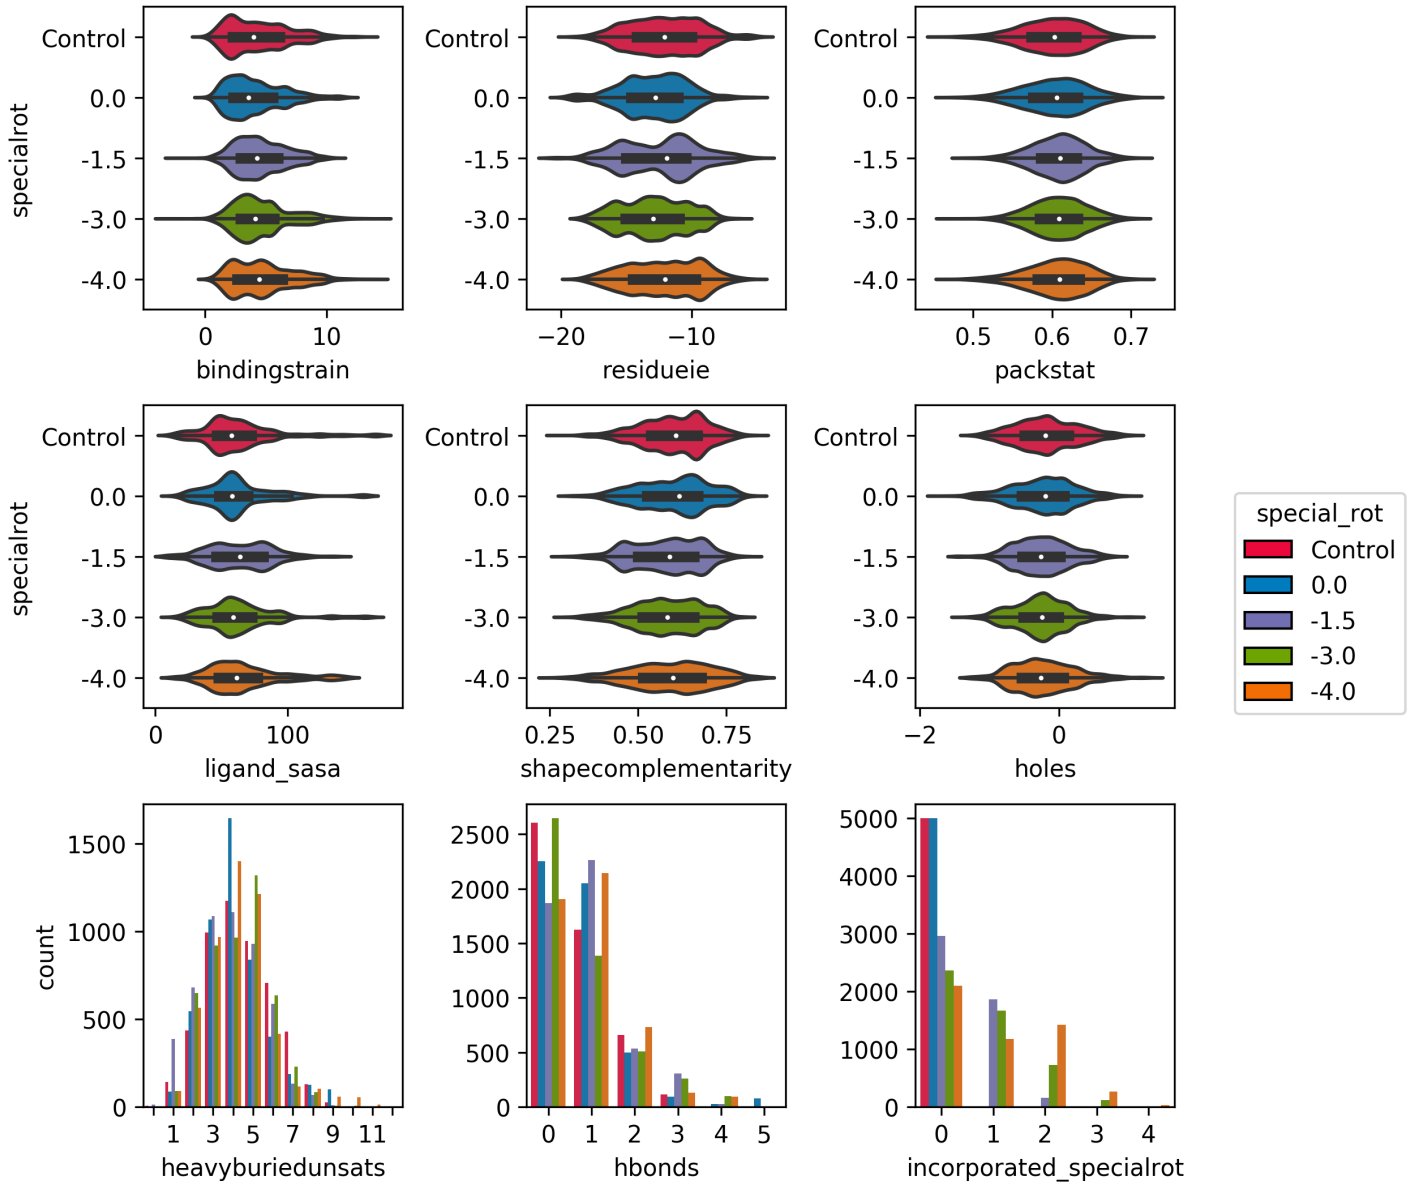 specialrot
Control
0.0
-1.5
-3.0
-4.0
0 10
bindingstrain
Control
0.0
-1.5
-3.0
-4.0
−20 −10
residueie
Control
0.0
-1.5
-3.0
-4.0
0.5 0.6 0.7
packstat
specialrot
Control
0.0
-1.5
-3.0
-4.0
0 100
ligand_sasa
Control
0.0
-1.5
-3.0
-4.0
0.25 0.50 0.75
shapecomplementarity
Control
0.0
-1.5
-3.0
-4.0
−2 0
holes
special_rot
Control
0.0
-1.5
-3.0
-4.0
count
1500
1000
500
0
1 3 5 7 9 11
heavyburiedunsats
2500
2000
1500
1000
500
0
0 1 2 3 4 5
hbonds
5000
4000
3000
2000
1000
0
0 1 2 3 4
incorporated_specialrot